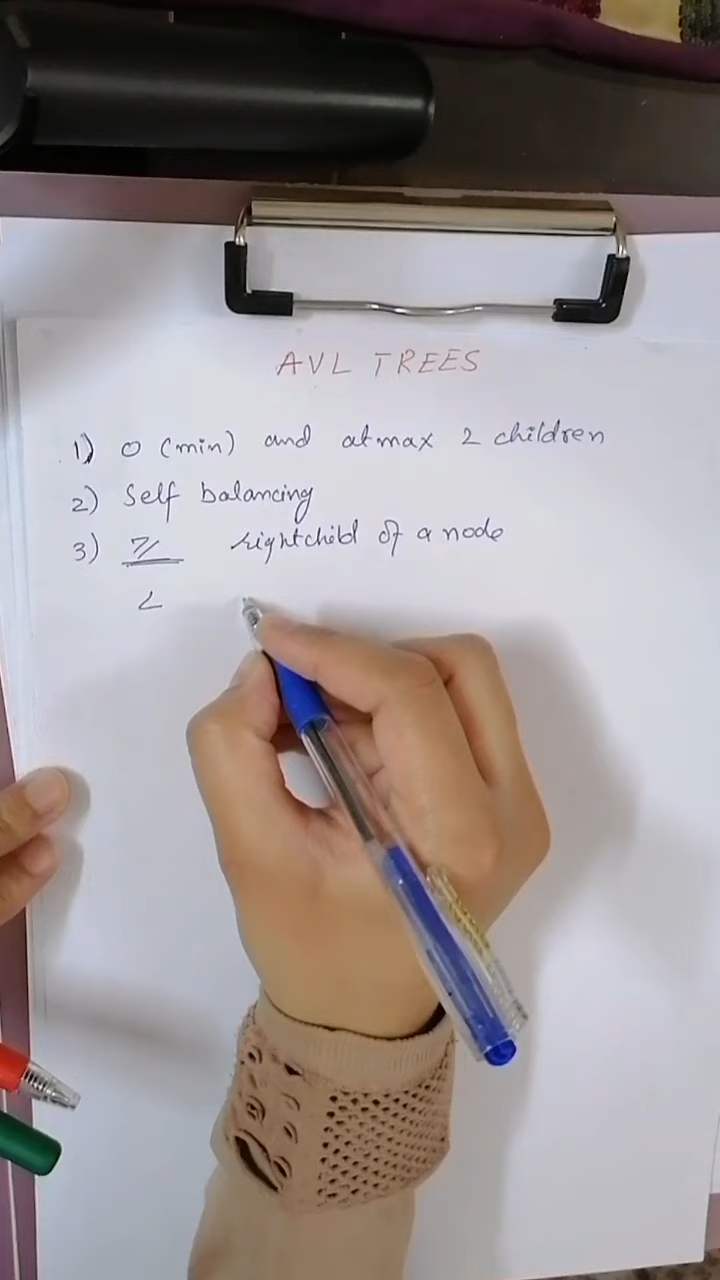 AVL TREES
1) 0 (min) and atmax 2 children
2) Self balancing
3) ≥ rightchild of a node
<